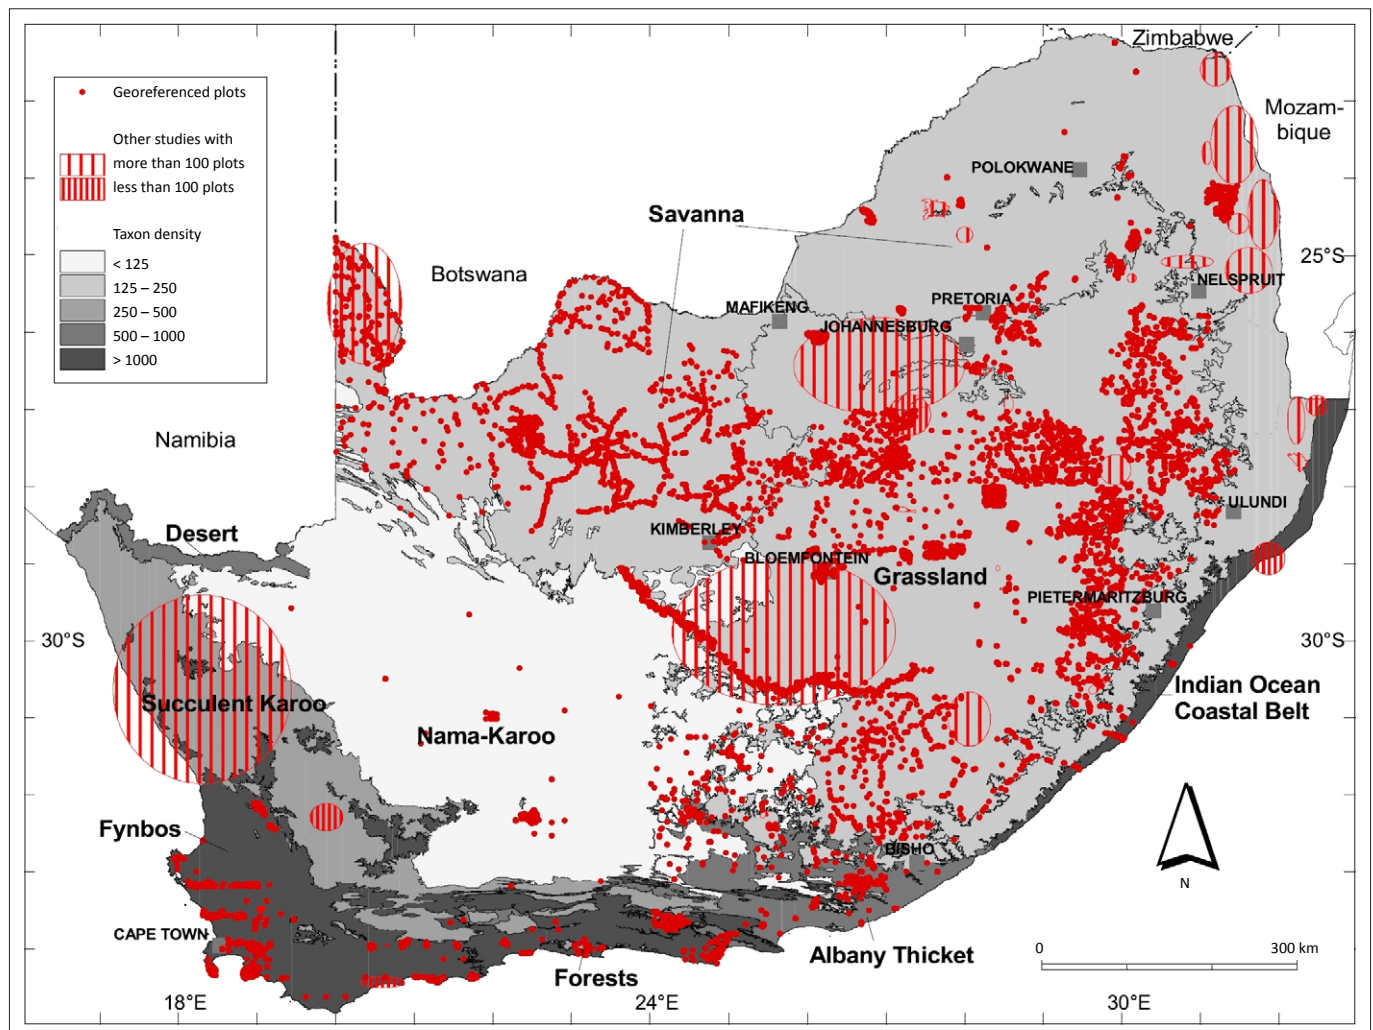 Zimbabwe
Georeferenced plots
Mozam-
bique
Other studies with
more than 100 plots
less than 100 plots
POLOKWANE
Savanna
Taxon density
< 125
125 – 250
250 – 500
500 – 1000
> 1000
25°S
Botswana
NELSPRUIT
PRETORIA
MAFIKENG
JOHANNESBURG
Namibia
ULUNDI
KIMBERLEY
Desert
BLOEMFONTEIN
Grassland
PIETERMARITZBURG
30°S
30°S
Indian Ocean
Coastal Belt
Succulent Karoo
Nama-Karoo
Fynbos
BISHO
N
CAPE TOWN
Albany Thicket
0
300 km
Forests
18°E
24°E
30°E